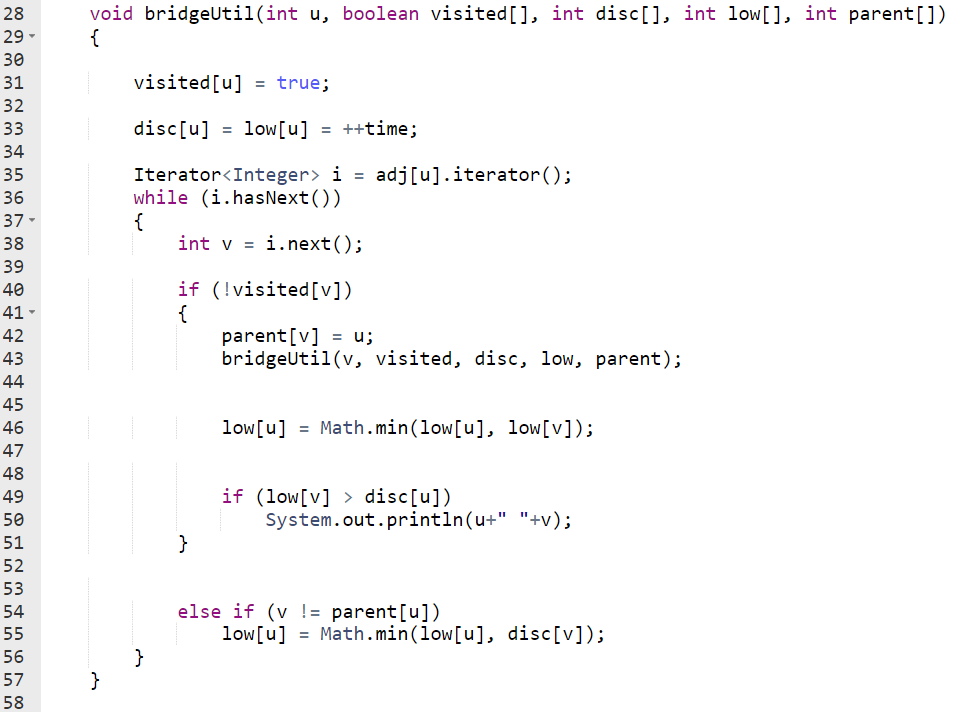 28 void bridgeUtil(int u, boolean visited[], int disc[], int low[], int parent[])
29 {
30
31 visited[u] = true;
32
33 disc[u] = low[u] = ++time;
34
35 Iterator<Integer> i = adj[u].iterator();
36 while (i.hasNext())
37 {
38 int v = i.next();
39
40 if (!visited[v])
41 {
42 parent[v] = u;
43 bridgeUtil(v, visited, disc, low, parent);
44
45
46 low[u] = Math.min(low[u], low[v]);
47
48
49 if (low[v] > disc[u])
50 System.out.println(u+" "+v);
51 }
52
53
54 else if (v != parent[u])
55 low[u] = Math.min(low[u], disc[v]);
56 }
57 }
58